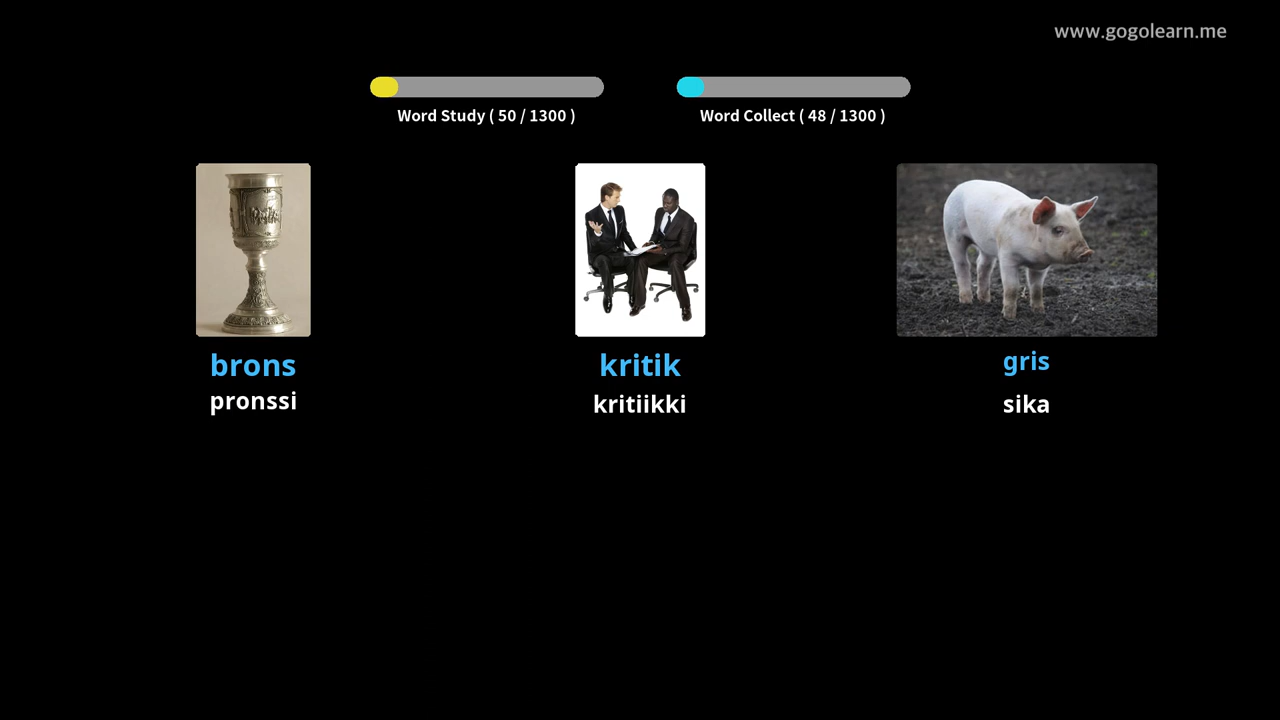 www.gogolearn.me
Word Study ( 50 / 1300 )
Word Collect ( 48 / 1300 )
brons
pronssi
kritik
kritiikki
gris
sika